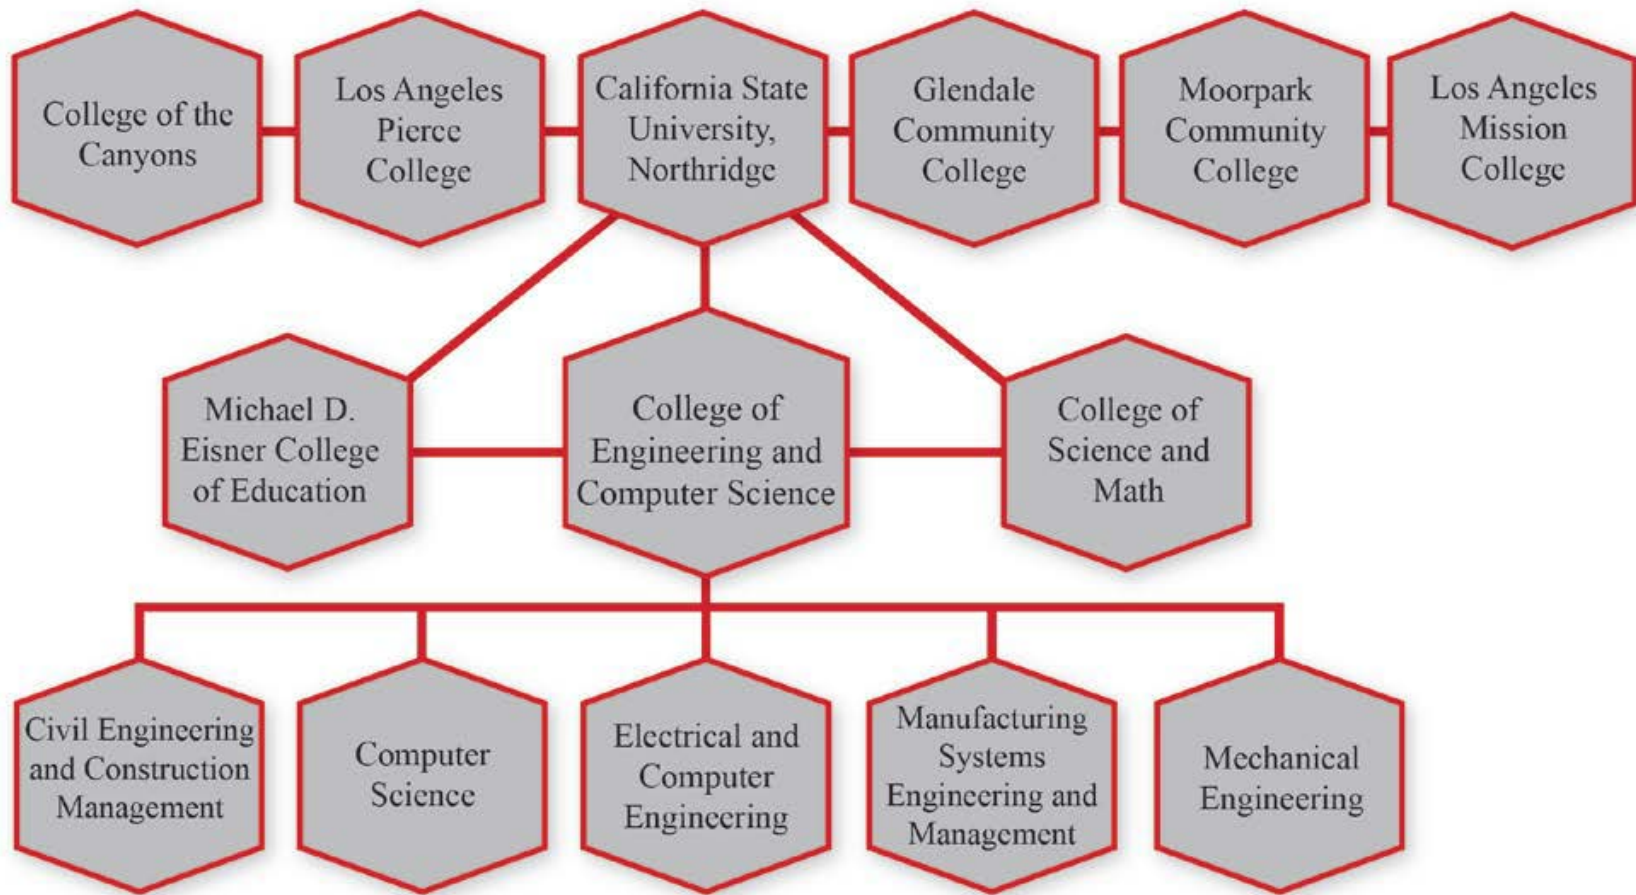 College of the
Canyons
Los Angeles
Pierce
College
California State
University,
Northridge
Glendale
Community
College
Moorpark
Community
College
Los Angeles
Mission
College
Michael D.
Eisner College
of Education
College of
Engineering and
Computer Science
College of
Science and
Math
Civil Engineering
and Construction
Management
Computer
Science
Electrical and
Computer
Engineering
Manufacturing
Systems
Engineering and
Management
Mechanical
Engineering